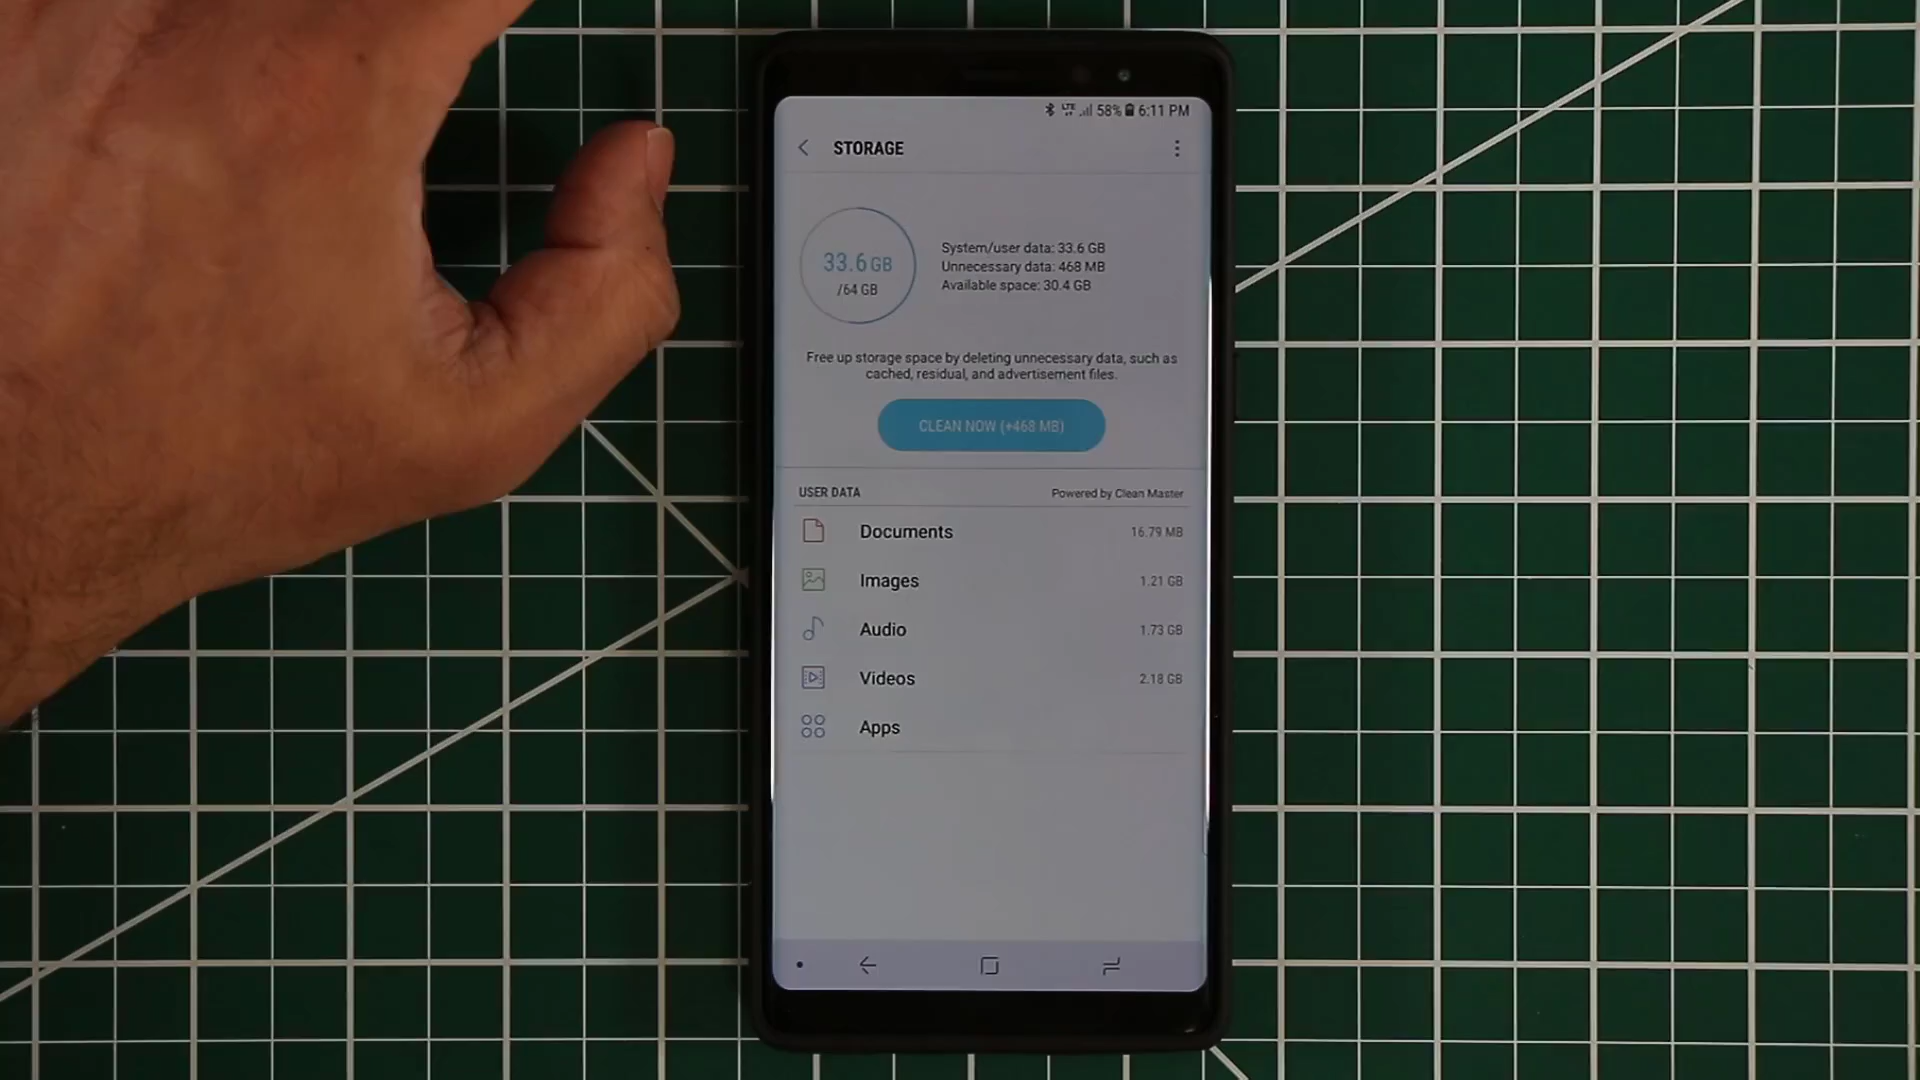 LTE 58% 6:11 PM
STORAGE
33.6 GB
/64 GB
System/user data: 33.6 GB
Unnecessary data: 468 MB
Available space: 30.4 GB
Free up storage space by deleting unnecessary data, such as
cached, residual, and advertisement files.
CLEAN NOW (+468 MB)
USER DATA Powered by Clean Master
Documents 16.79 MB
Images 1.21 GB
Audio 1.73 GB
Videos 2.18 GB
Apps